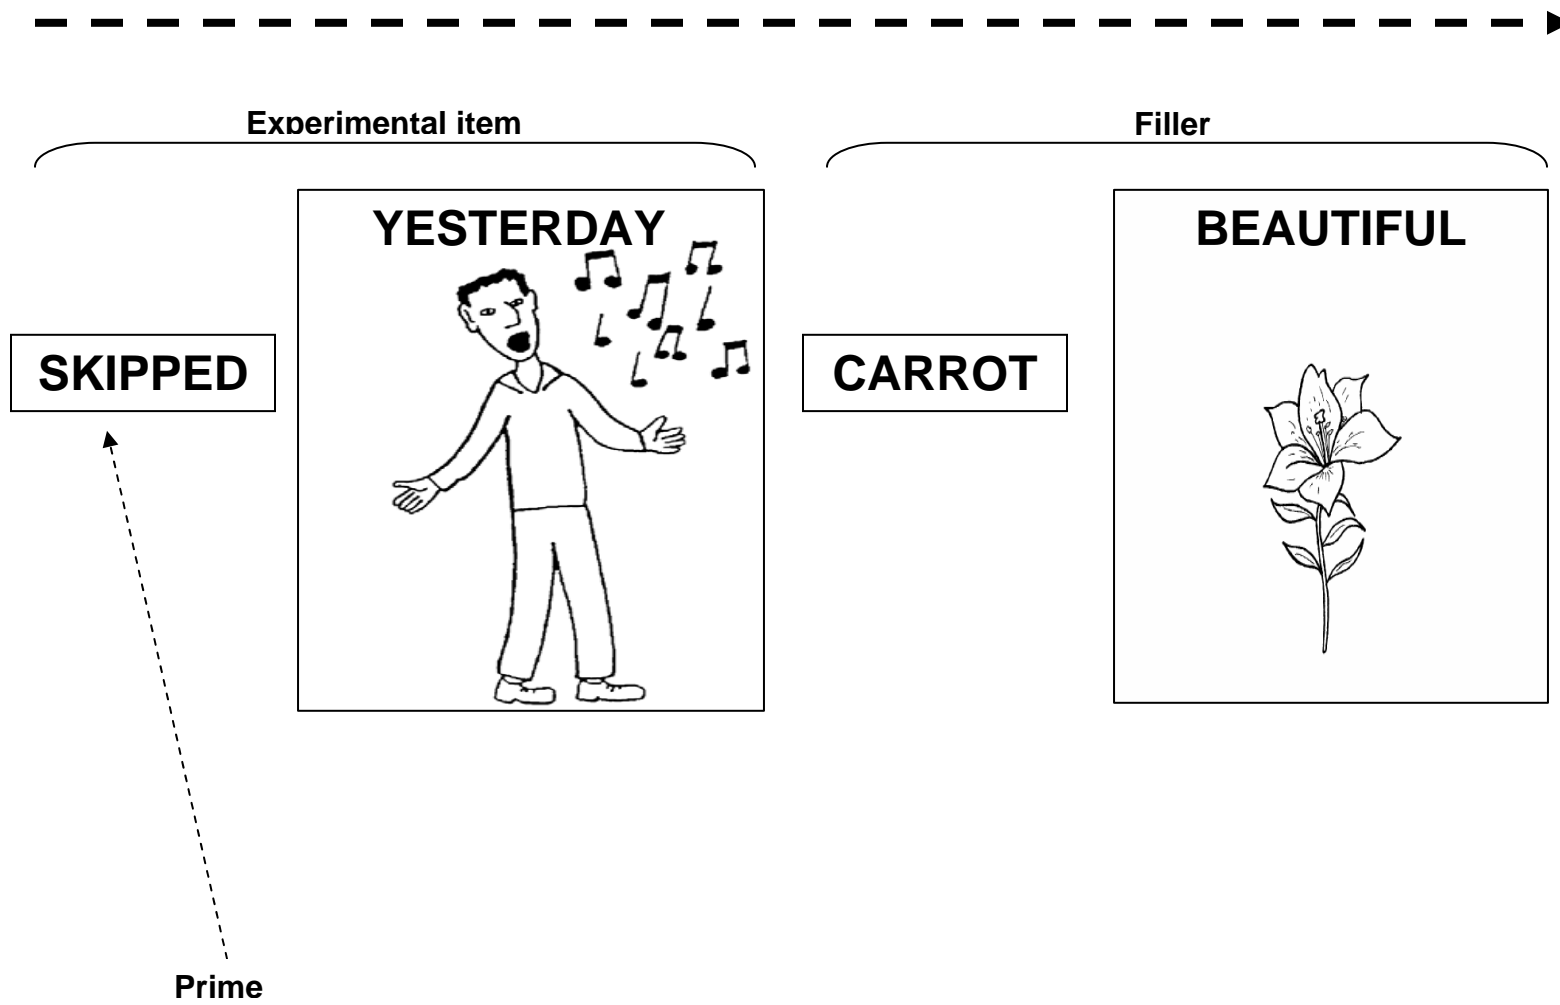 Experimental item
Filler
YESTERDAY
BEAUTIFUL
SKIPPED
CARROT
Prime